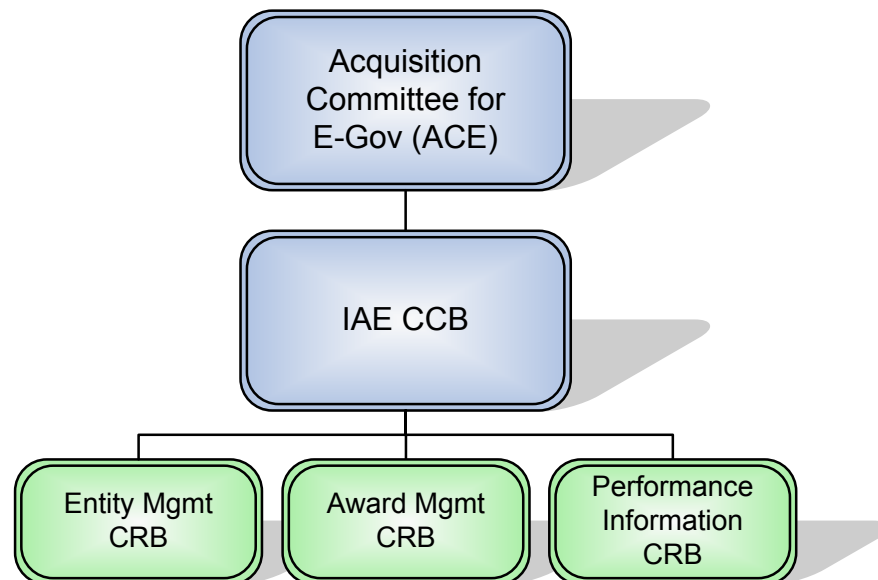 Acquisition
Committee for
E-Gov (ACE)
IAE CCB
Entity Mgmt
CRB
Award Mgmt
CRB
Performance
Information
CRB